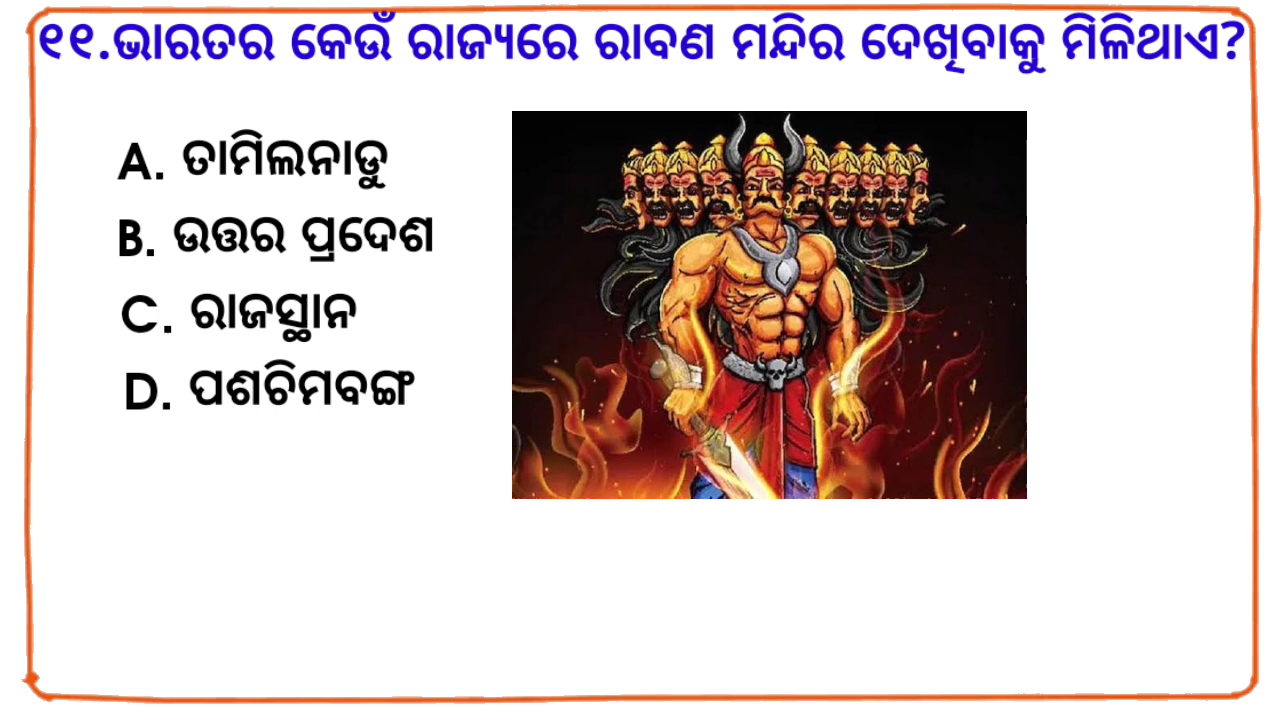 ୧୧.ଭାରତର କେଉଁ ରାଜ୍ୟରେ ରାବଣ ମନ୍ଦିର ଦେଖିବାକୁ ମିଳିଥାଏ?
A. ତାମିଲନାଡୁ
B. ଉତ୍ତର ପ୍ରଦେଶ
C. ରାଜସ୍ଥାନ
D. ପଶଚିମବଙ୍ଗ